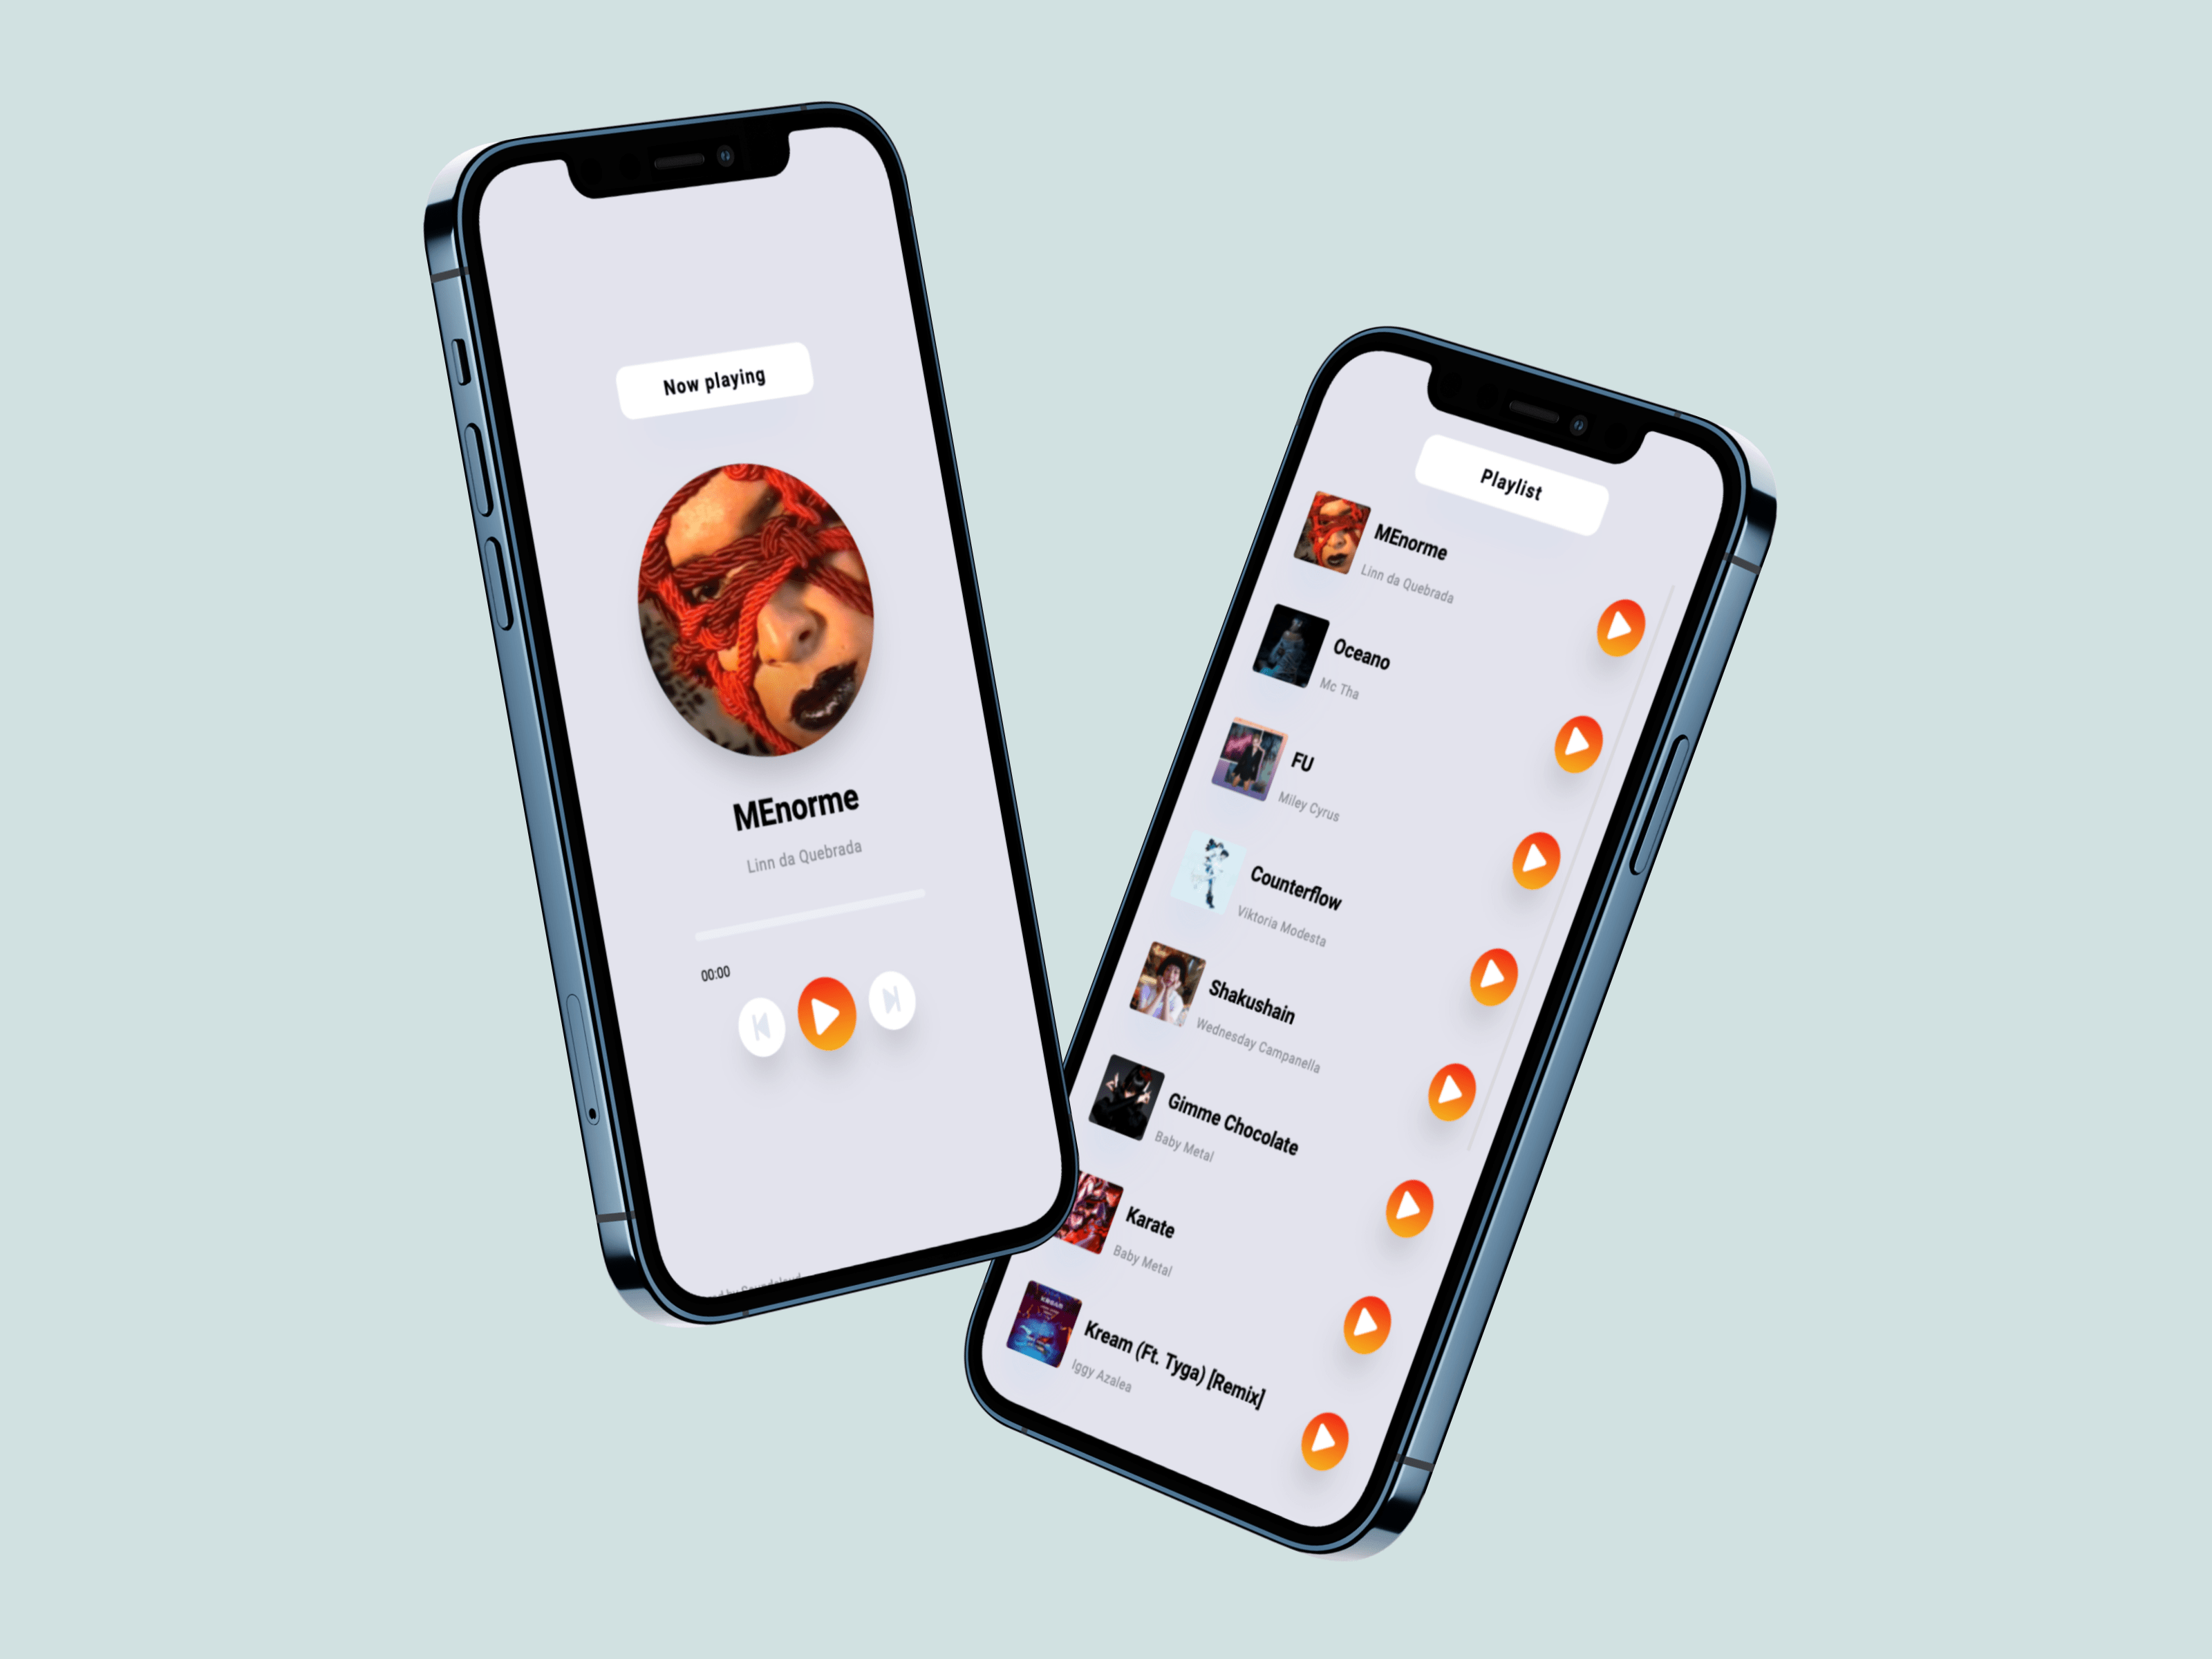 Now playing
MEnorme
Linn da Quebrada
00:00
Playlist
MEnorme
Linn da Quebrada
Oceano
Mc Tha
FU
Miley Cyrus
Counterflow
Viktoria Modesta
Shakushain
Wednesday Campanella
Gimme Chocolate
Baby Metal
Karate
Baby Metal
KREAM
Kream (Ft. Tyga) [Remix]
Iggy Azalea